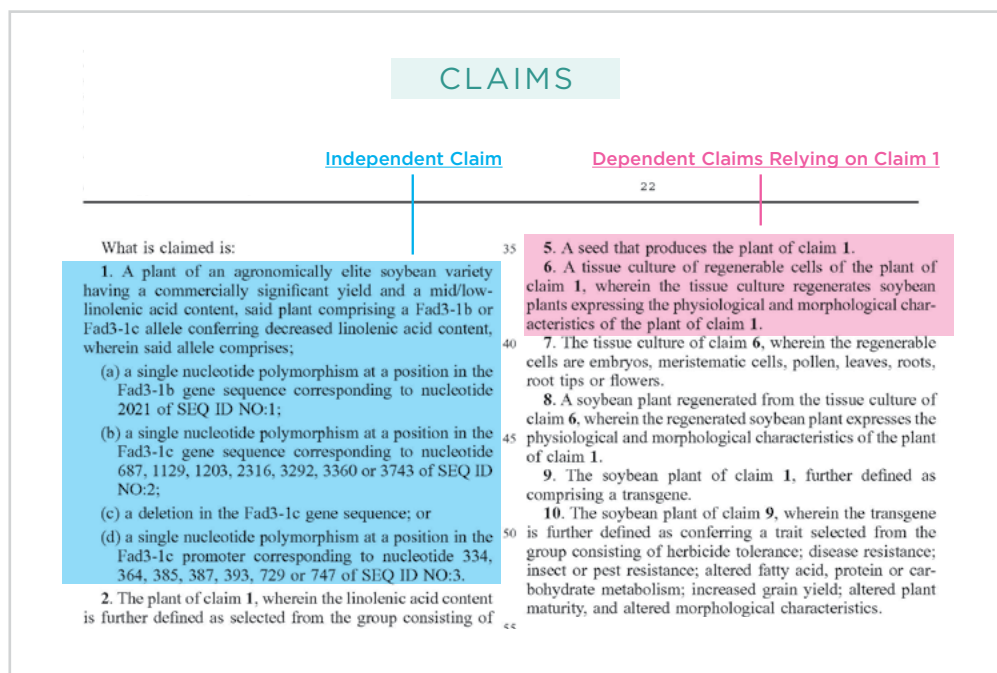 CLAIMS
Independent Claim
Dependent Claims Relying on Claim 1
22
What is claimed is:
1. A plant of an agronomically elite soybean variety
having a commercially significant yield and a mid/low-
linolenic acid content, said plant comprising a Fad3-1b or
Fad3-1c allele conferring decreased linolenic acid content,
wherein said allele comprises;
(a) a single nucleotide polymorphism at a position in the
Fad3-1b gene sequence corresponding to nucleotide
2021 of SEQ ID NO:1;
(b) a single nucleotide polymorphism at a position in the
Fad3-1c gene sequence corresponding to nucleotide
687, 1129, 1203, 2316, 3292, 3360 or 3743 of SEQ ID
NO:2;
(c) a deletion in the Fad3-1c gene sequence; or
(d) a single nucleotide polymorphism at a position in the
Fad3-1c promoter corresponding to nucleotide 334,
364, 385, 387, 393, 729 or 747 of SEQ ID NO:3.
2. The plant of claim 1, wherein the linolenic acid content
is further defined as selected from the group consisting of
35
40
45
50
55
5. A seed that produces the plant of claim 1.
6. A tissue culture of regenerable cells of the plant of
claim 1, wherein the tissue culture regenerates soybean
plants expressing the physiological and morphological char-
acteristics of the plant of claim 1.
7. The tissue culture of claim 6, wherein the regenerable
cells are embryos, meristematic cells, pollen, leaves, roots,
root tips or flowers.
8. A soybean plant regenerated from the tissue culture of
claim 6, wherein the regenerated soybean plant expresses the
physiological and morphological characteristics of the plant
of claim 1.
9. The soybean plant of claim 1, further defined as
comprising a transgene.
10. The soybean plant of claim 9, wherein the transgene
is further defined as conferring a trait selected from the
group consisting of herbicide tolerance; disease resistance;
insect or pest resistance; altered fatty acid, protein or car-
bohydrate metabolism; increased grain yield; altered plant
maturity, and altered morphological characteristics.